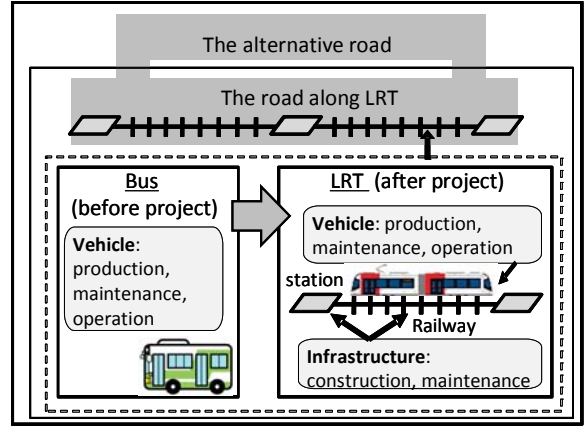 The alternative road
The road along LRT
Bus
(before project)
Vehicle:
production,
maintenance,
operation
LRT (after project)
Vehicle: production,
maintenance, operation
station
Railway
Infrastructure:
construction, maintenance